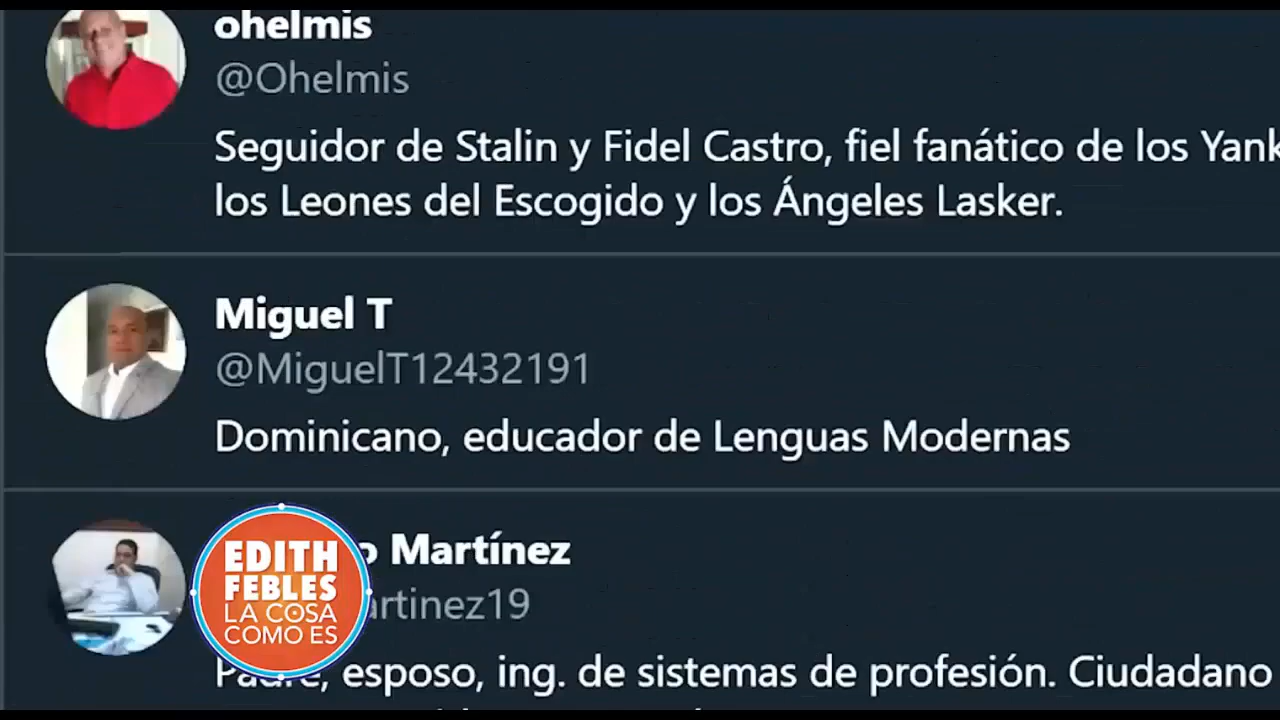 ohelmis
@Ohelmis
Seguidor de Stalin y Fidel Castro, fiel fanático de los
los Leones del Escogido y los Ángeles Lasker.
Miguel T
@MiguelT12432191
Dominicano, educador de Lenguas Modernas
Martínez
EDITH
FEBLES
LA COSA
COMO ES
Padre, esposo, ing. de sistemas de profesión. Ciudadano